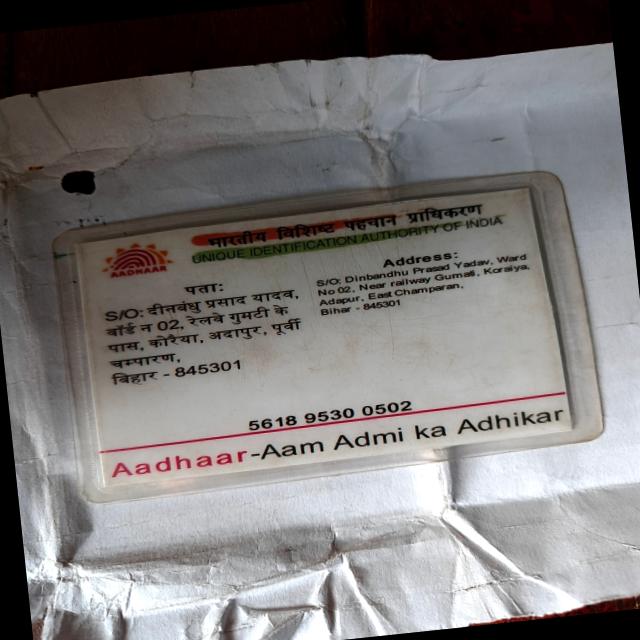 भारतीय विशिष्ट पहचान प्राधिकरण
UNIQUE IDENTIFICATION AUTHORITY OF INDIA
AADHAAR
पता:
S/O: दीनबंधु प्रसाद यादव,
वॉर्ड न 02, रेलवे गुमटी के
पास, कोरैया, अदापुर, पूर्वी
चम्पारण,
बिहार - 845301
Address:
S/O: Dinbandhu Prasad Yadav, Ward
No 02, Near railway Gumati, Koraiya,
Adapur, East Champaran,
Bihar - 845301
5618 9530 0502
Aadhaar-Aam Admi ka Adhikar